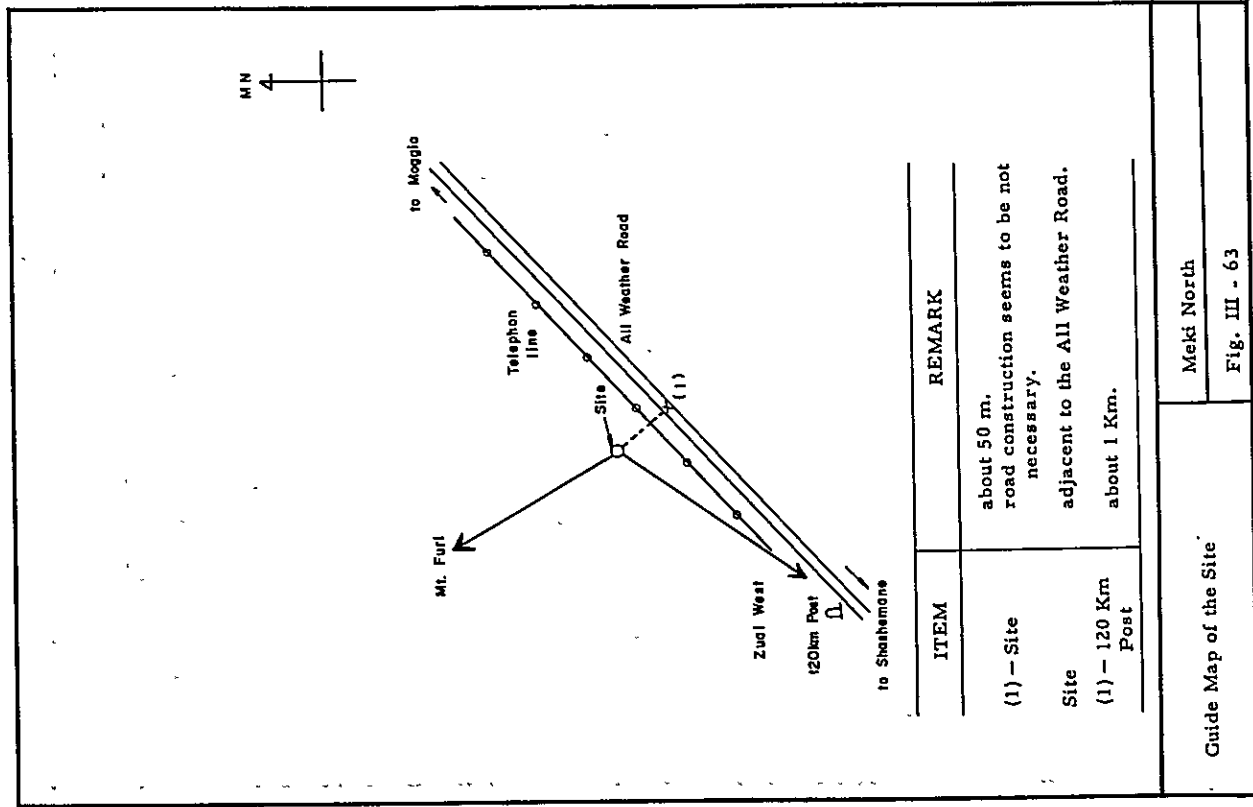 MN
to Moggio
Telephon
line
All Weather Road
Site
(1)
Mt. Furl
Zual West
120km Post
to Shashemane
ITEM REMARK
(1) – Site about 50 m.
road construction seems to be not
necessary.
Site adjacent to the All Weather Road.
(1) – 120 Km about 1 Km.
Post
Guide Map of the Site
Meki North
Fig. III - 63